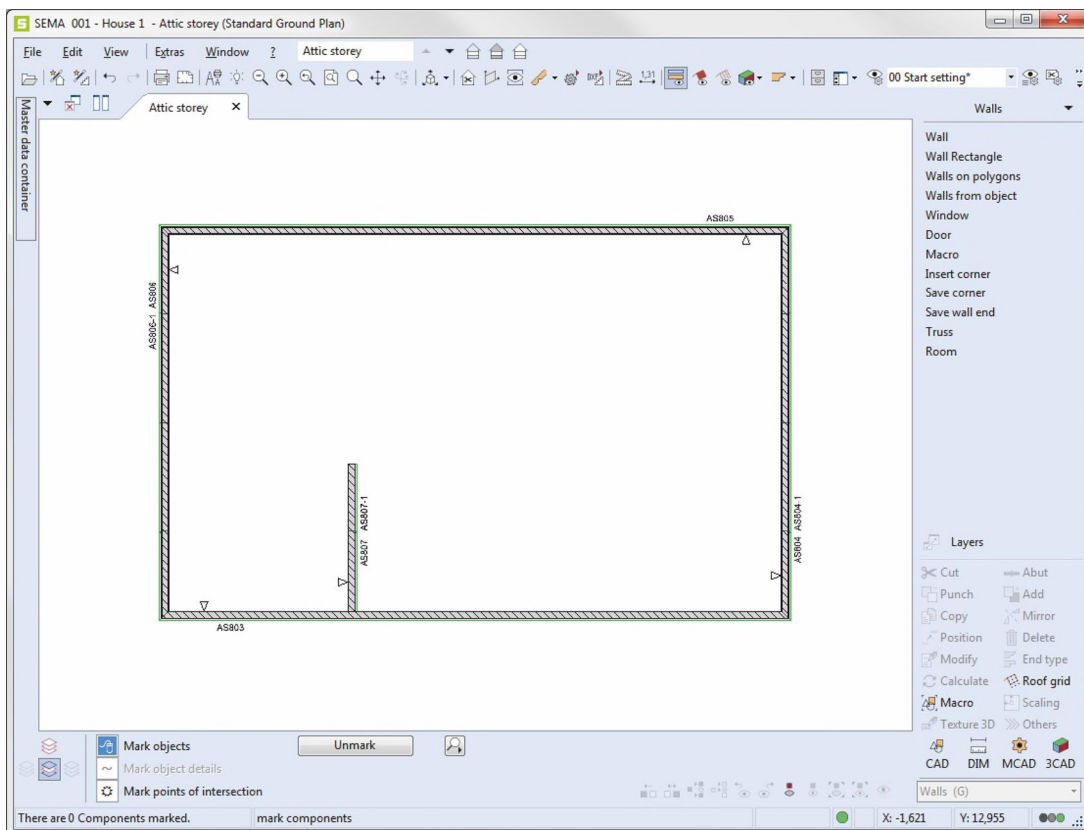 SEMA 001 - House 1 - Attic storey (Standard Ground Plan)
File Edit View Extras Window ? Attic storey
1,31 00 Start setting*
Master data container
Attic storey
Walls
Wall
Wall Rectangle
Walls on polygons
Walls from object
Window
Door
Macro
Insert corner
Save corner
Save wall end
Truss
Room
AS805
AS806-1 AS806
AS807 AS807-1
AS804 AS804-1
AS803
Layers
Cut Abut
Punch Add
Copy Mirror
Position Delete
Modify End type
Calculate Roof grid
Macro Scaling
Texture 3D Others
CAD DIM MCAD 3CAD
Walls (G)
Mark objects Unmark
Mark object details
Mark points of intersection
There are 0 Components marked. mark components X: -1,621 Y: 12,955